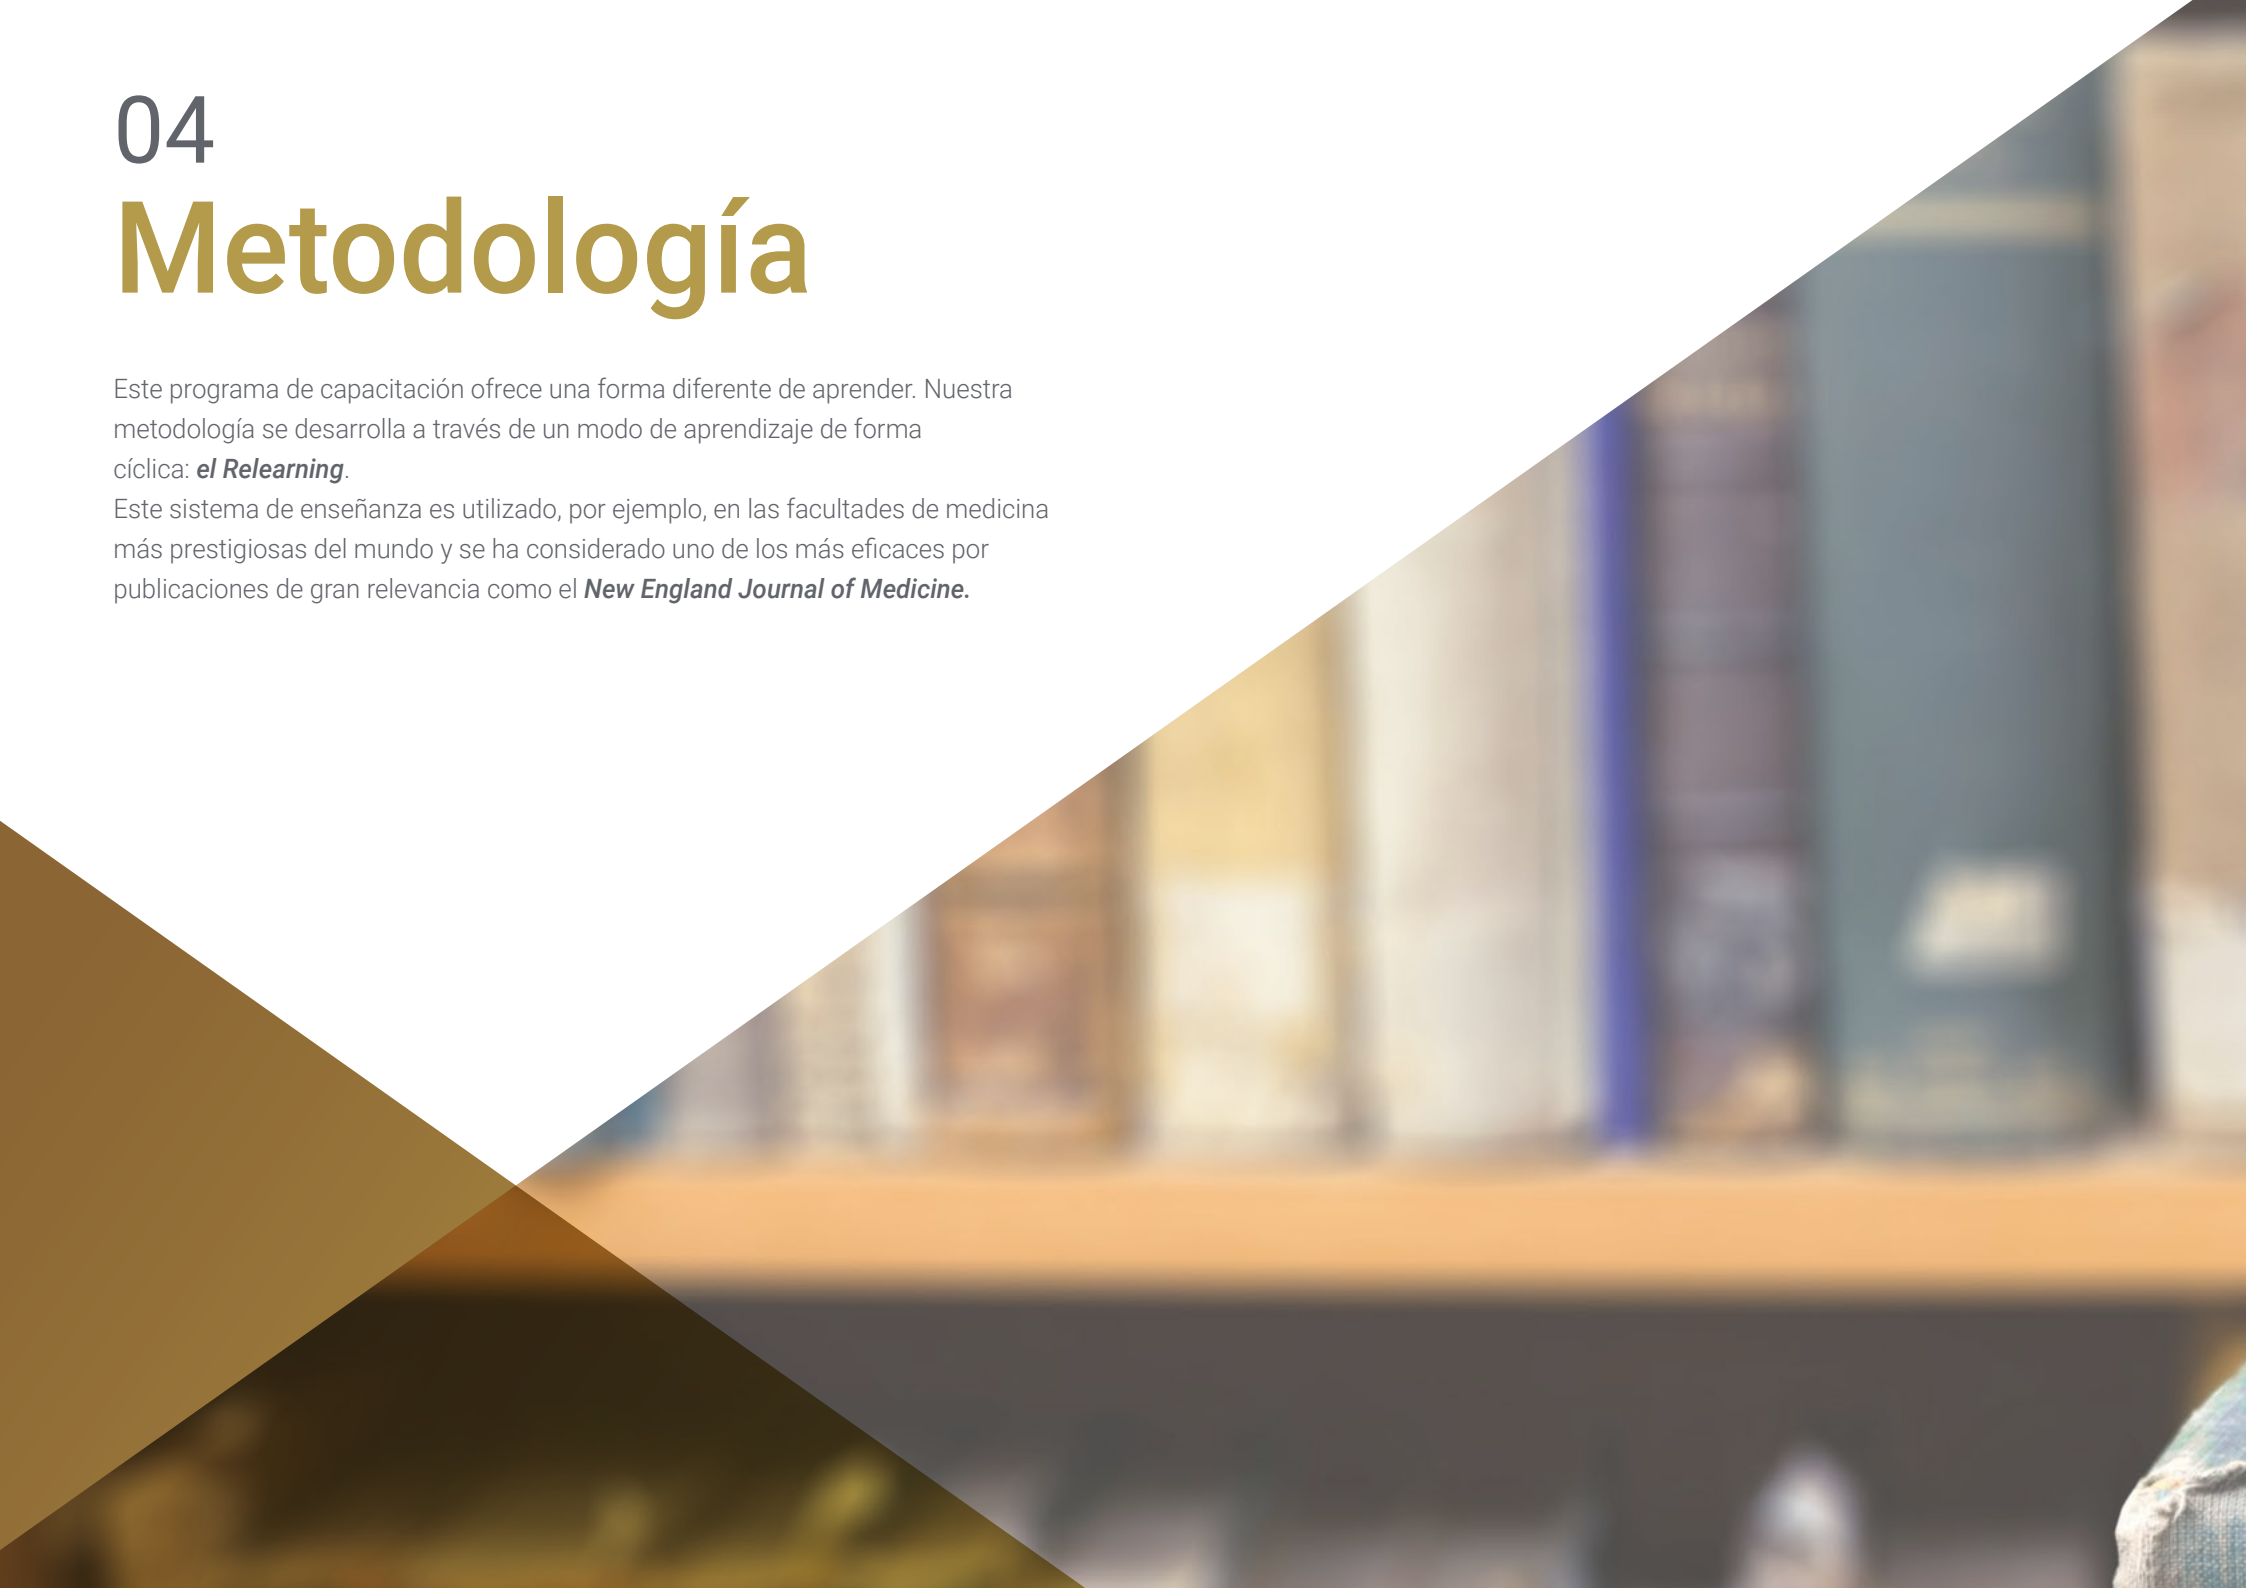 04
Metodología
Este programa de capacitación ofrece una forma diferente de aprender. Nuestra
metodología se desarrolla a través de un modo de aprendizaje de forma
cíclica: el Relearning.
Este sistema de enseñanza es utilizado, por ejemplo, en las facultades de medicina
más prestigiosas del mundo y se ha considerado uno de los más eficaces por
publicaciones de gran relevancia como el New England Journal of Medicine.